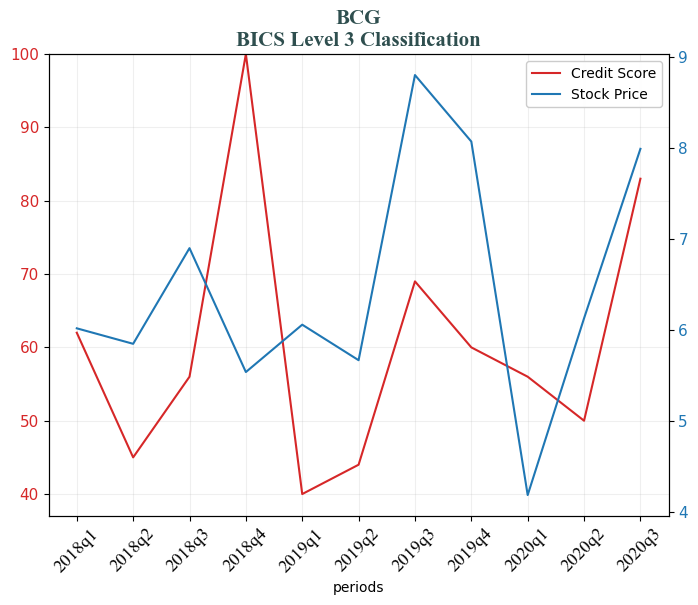 BCG
BICS Level 3 Classification
100
90
80
70
60
50
40
9
8
7
6
5
4
Credit Score
Stock Price
2018q1
2018q2
2018q3
2018q4
2019q1
2019q2
2019q3
2019q4
2020q1
2020q2
2020q3
periods